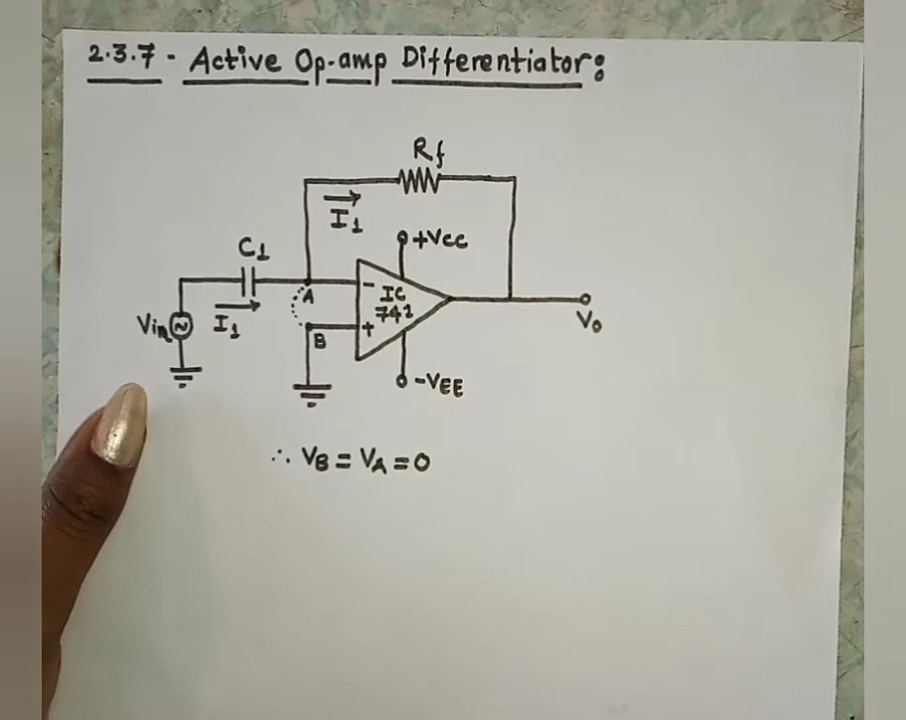 2.3.7 - Active Op-amp Differentiator:
Rf
I1
+VCC
C1
A
-
IC
741
Vin
I1
B
+
Vo
-VEE
∴ VB = VA = 0